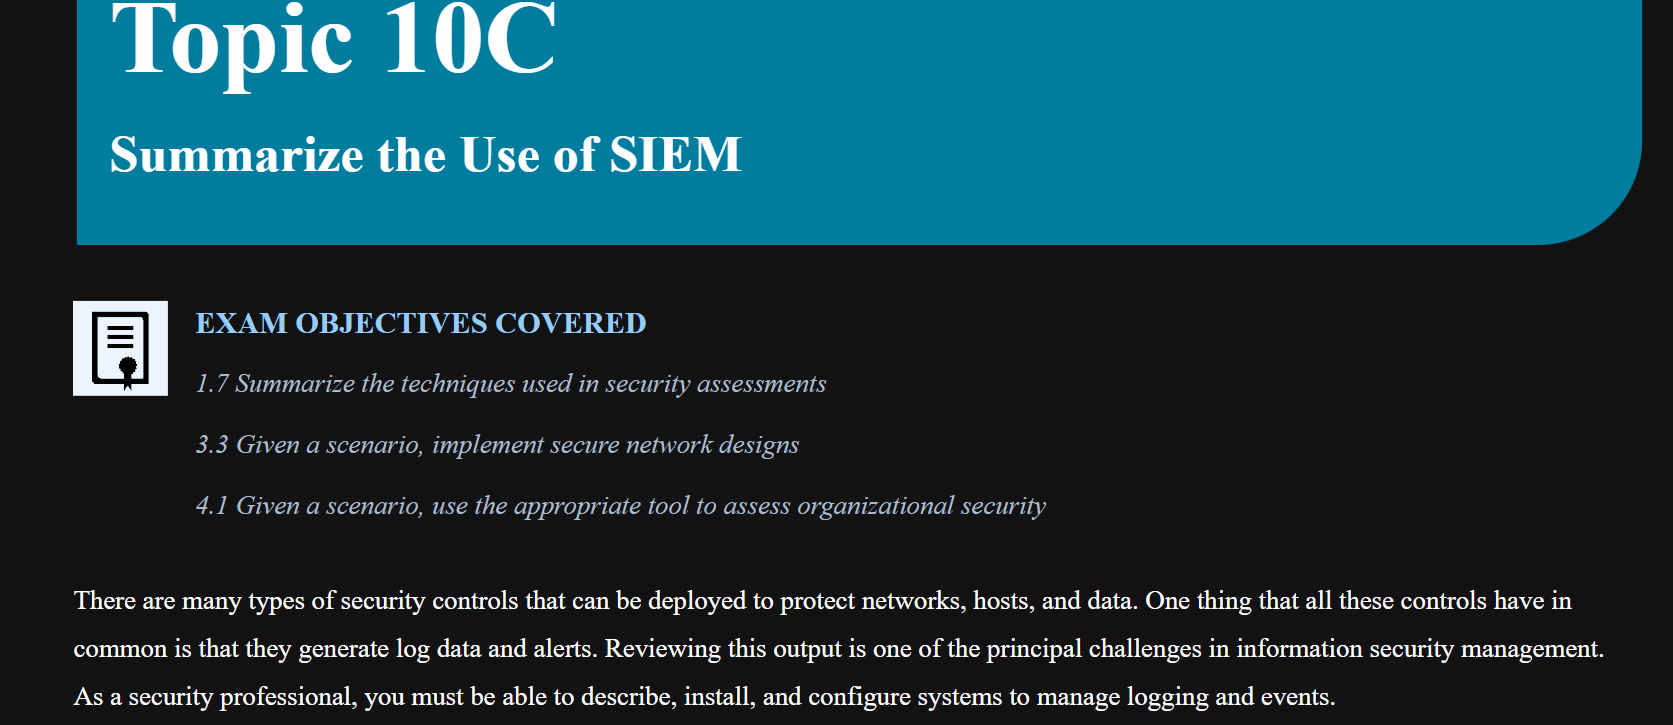 Topic 10C
Summarize the Use of SIEM
EXAM OBJECTIVES COVERED
1.7 Summarize the techniques used in security assessments
3.3 Given a scenario, implement secure network designs
4.1 Given a scenario, use the appropriate tool to assess organizational security
There are many types of security controls that can be deployed to protect networks, hosts, and data. One thing that all these controls have in
common is that they generate log data and alerts. Reviewing this output is one of the principal challenges in information security management.
As a security professional, you must be able to describe, install, and configure systems to manage logging and events.